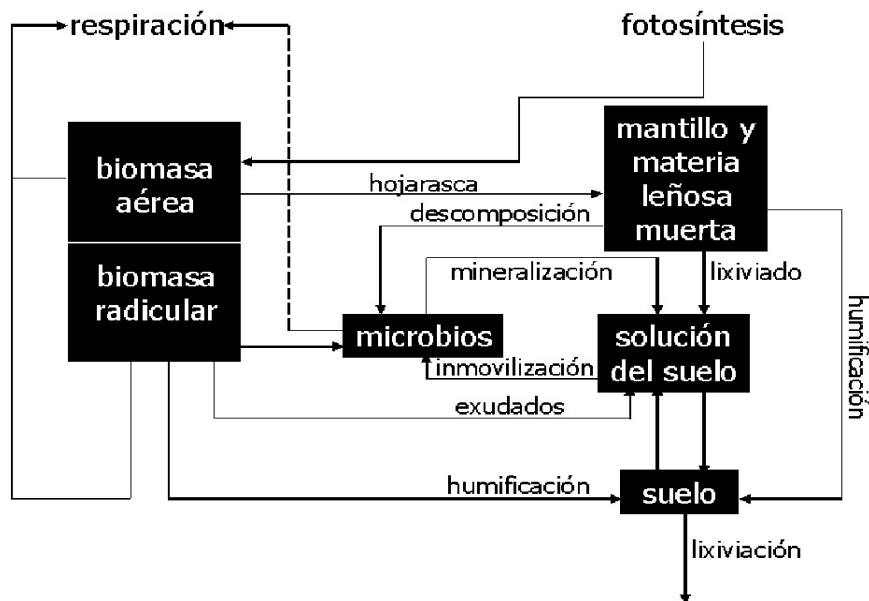 respiración
fotosíntesis
biomasa
aérea
mantillo y
materia
leñosa
muerta
hojarasca
descomposición
biomasa
radicular
mineralización
lixiviado
microbios
solución
del suelo
inmovilización
exudados
humificación
humificación
suelo
lixiviación